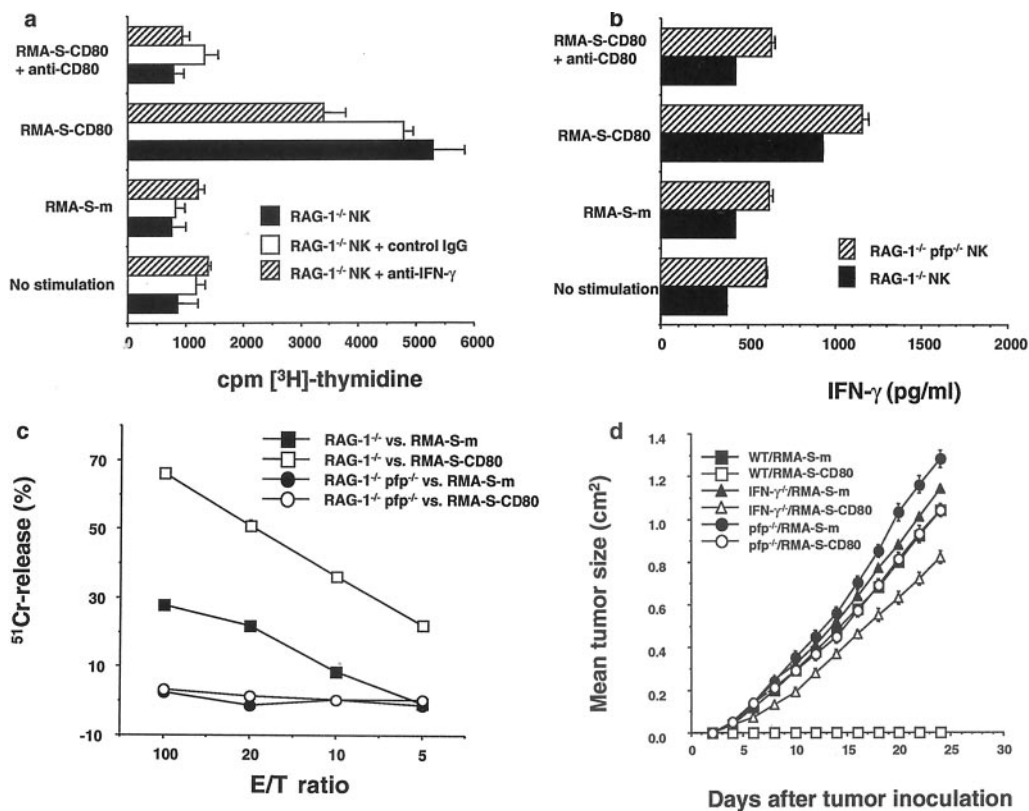 a
RMA-S-CD80
+ anti-CD80
RMA-S-CD80
RMA-S-m
No stimulation
RAG-1-/- NK
RAG-1-/- NK + control IgG
RAG-1-/- NK + anti-IFN-γ
0 1000 2000 3000 4000 5000 6000
cpm [3H]-thymidine
b
RMA-S-CD80
+ anti-CD80
RMA-S-CD80
RMA-S-m
No stimulation
RAG-1-/- pfp-/- NK
RAG-1-/- NK
0 500 1000 1500 2000
IFN-γ (pg/ml)
c
RAG-1-/- vs. RMA-S-m
RAG-1-/- vs. RMA-S-CD80
RAG-1-/- pfp-/- vs. RMA-S-m
RAG-1-/- pfp-/- vs. RMA-S-CD80
51Cr-release (%)
70
50
30
10
-10
100 20 10 5
E/T ratio
d
WT/RMA-S-m
WT/RMA-S-CD80
IFN-γ-/-/RMA-S-m
IFN-γ-/-/RMA-S-CD80
pfp-/-/RMA-S-m
pfp-/-/RMA-S-CD80
Mean tumor size (cm2)
1.4
1.2
1.0
0.8
0.6
0.4
0.2
0.0
0 5 10 15 20 25 30
Days after tumor inoculation